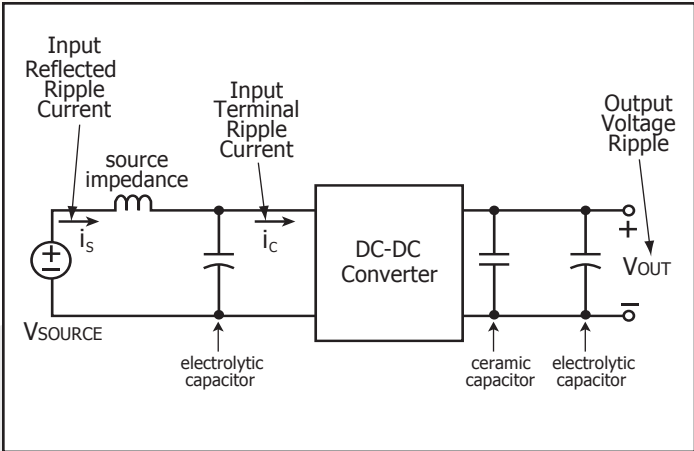 Input
Reflected
Ripple
Current
Input
Terminal
Ripple
Current
Output
Voltage
Ripple
source
impedance
iS
iC
DC-DC
Converter
+
−
+
VOUT
−
VSOURCE
electrolytic
capacitor
ceramic
capacitor
electrolytic
capacitor